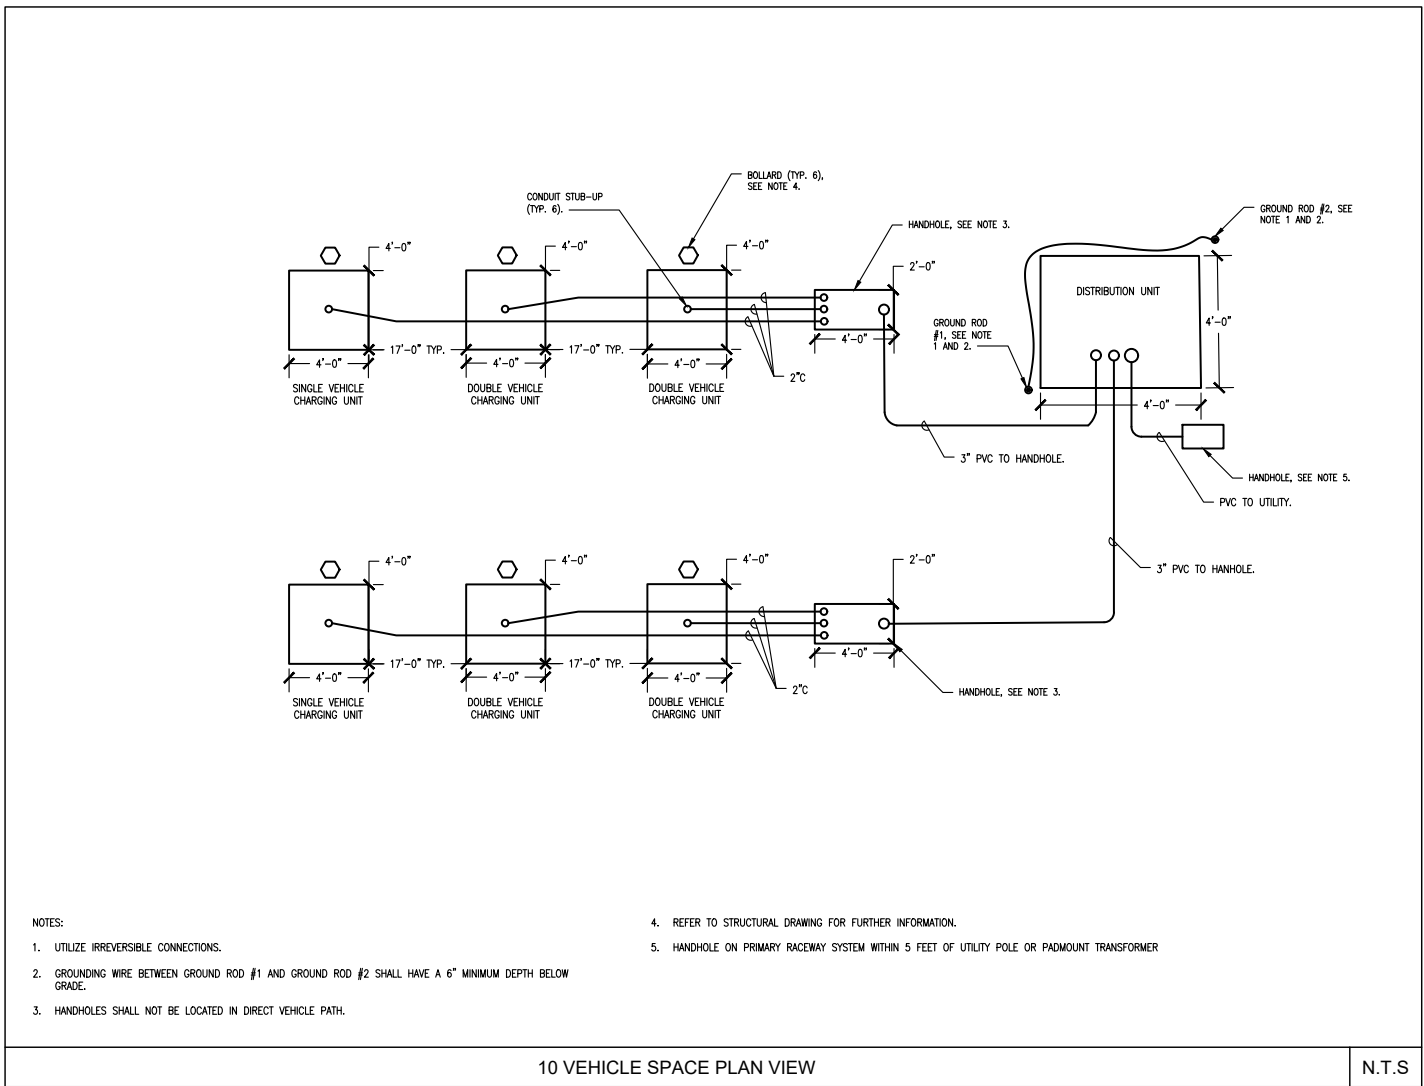 BOLLARD (TYP. 6),
SEE NOTE 4.
CONDUIT STUB-UP
(TYP. 6).
GROUND ROD #2, SEE
NOTE 1 AND 2.
HANDHOLE, SEE NOTE 3.
4'-0"
4'-0"
4'-0"
2'-0"
DISTRIBUTION UNIT
GROUND ROD
#1, SEE NOTE
1 AND 2.
4'-0"
4'-0"
17'-0" TYP.
17'-0" TYP.
4'-0"
4'-0"
4'-0"
2"C
SINGLE VEHICLE
CHARGING UNIT
DOUBLE VEHICLE
CHARGING UNIT
DOUBLE VEHICLE
CHARGING UNIT
4'-0"
3" PVC TO HANDHOLE.
HANDHOLE, SEE NOTE 5.
PVC TO UTILITY.
4'-0"
4'-0"
4'-0"
2'-0"
3" PVC TO HANHOLE.
4'-0"
17'-0" TYP.
17'-0" TYP.
4'-0"
4'-0"
4'-0"
2"C
HANDHOLE, SEE NOTE 3.
SINGLE VEHICLE
CHARGING UNIT
DOUBLE VEHICLE
CHARGING UNIT
DOUBLE VEHICLE
CHARGING UNIT
NOTES:
1. UTILIZE IRREVERSIBLE CONNECTIONS.
2. GROUNDING WIRE BETWEEN GROUND ROD #1 AND GROUND ROD #2 SHALL HAVE A 6" MINIMUM DEPTH BELOW
GRADE.
3. HANDHOLES SHALL NOT BE LOCATED IN DIRECT VEHICLE PATH.
4. REFER TO STRUCTURAL DRAWING FOR FURTHER INFORMATION.
5. HANDHOLE ON PRIMARY RACEWAY SYSTEM WITHIN 5 FEET OF UTILITY POLE OR PADMOUNT TRANSFORMER
10 VEHICLE SPACE PLAN VIEW
N.T.S